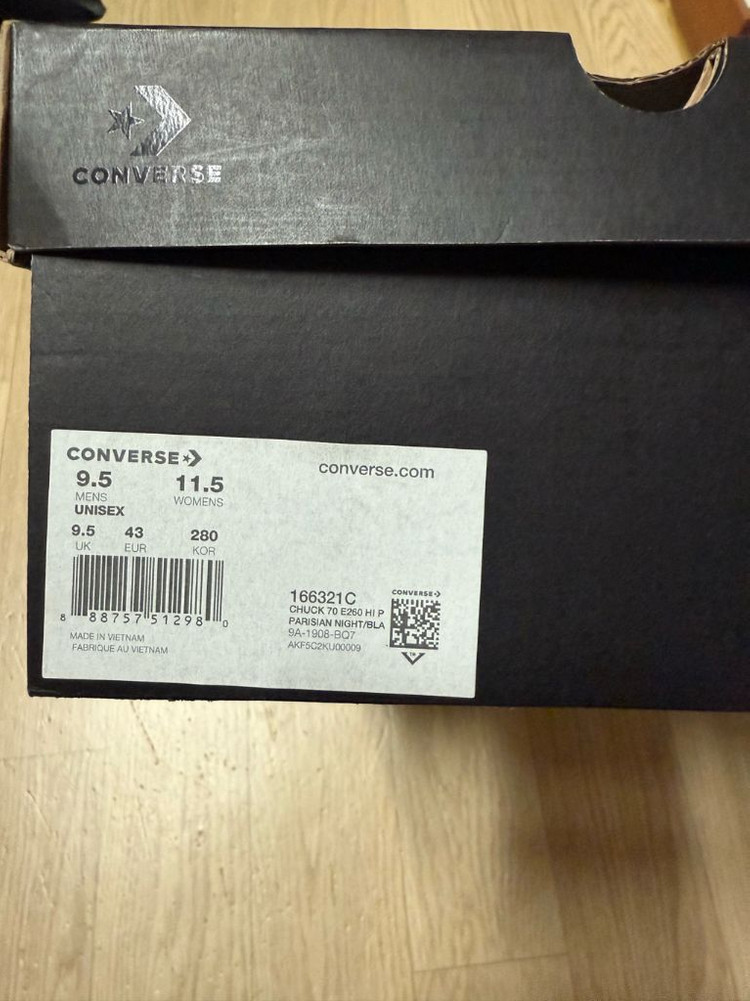 CONVERSE
CONVERSE
converse.com
9.5 11.5
MENS WOMENS
UNISEX
9.5 43 280
UK EUR KOR
8 88757 51298 0
MADE IN VIETNAM
FABRIQUE AU VIETNAM
166321C
CHUCK 70 E260 HI P
PARISIAN NIGHT/BLA
9A-1908-BQ7
AKF5C2KU00009
CONVERSE
TM